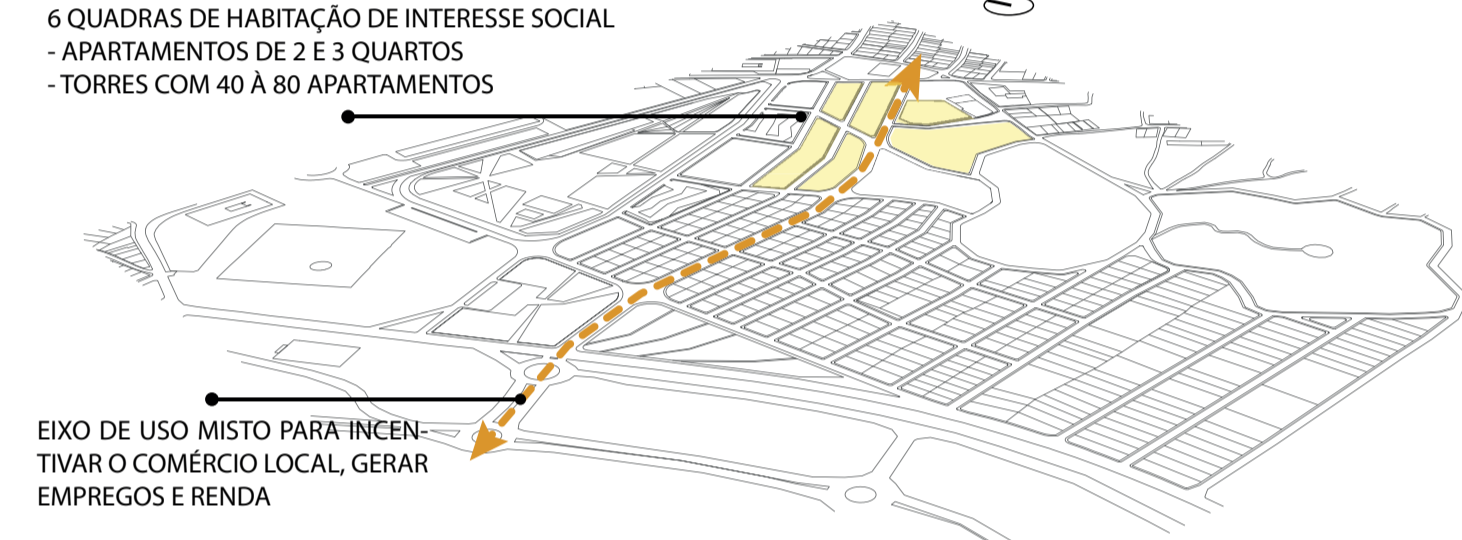 6 QUADRAS DE HABITAÇÃO DE INTERESSE SOCIAL
- APARTAMENTOS DE 2 E 3 QUARTOS
- TORRES COM 40 À 80 APARTAMENTOS
EIXO DE USO MISTO PARA INCEN-
TIVAR O COMÉRCIO LOCAL, GERAR
EMPREGOS E RENDA